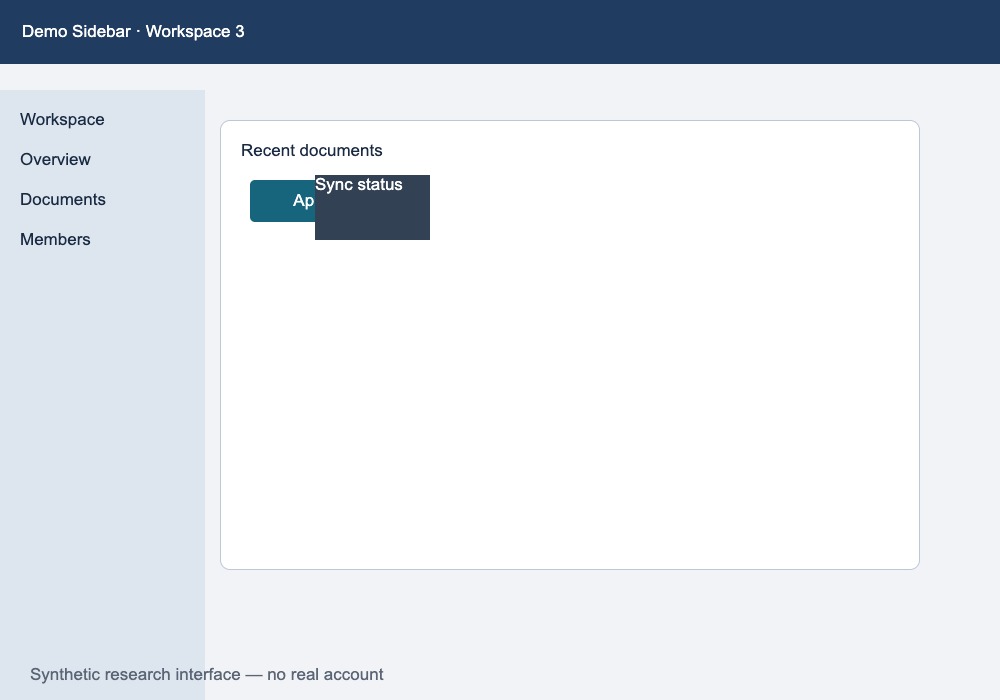 Demo Sidebar · Workspace 3
Workspace
Overview
Documents
Members
Recent documents
Sync status
Synthetic research interface — no real account